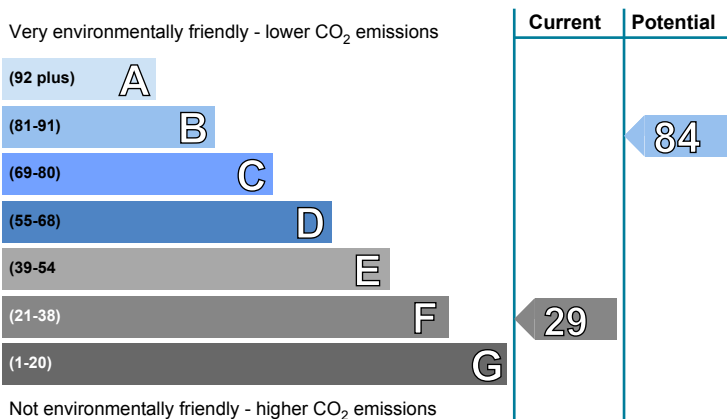 Current Potential
Very environmentally friendly - lower CO₂ emissions
(92 plus) A
(81-91) B
84
(69-80) C
(55-68) D
(39-54 E
(21-38) F
29
(1-20) G
Not environmentally friendly - higher CO₂ emissions